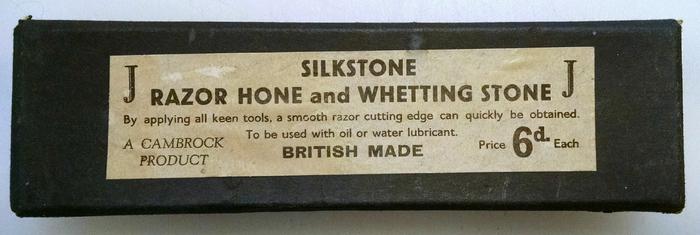 SILKSTONE
J RAZOR HONE and WHETTING STONE J
By applying all keen tools, a smooth razor cutting edge can quickly be obtained.
To be used with oil or water lubricant.
A CAMBROCK PRODUCT
BRITISH MADE
Price 6d. Each